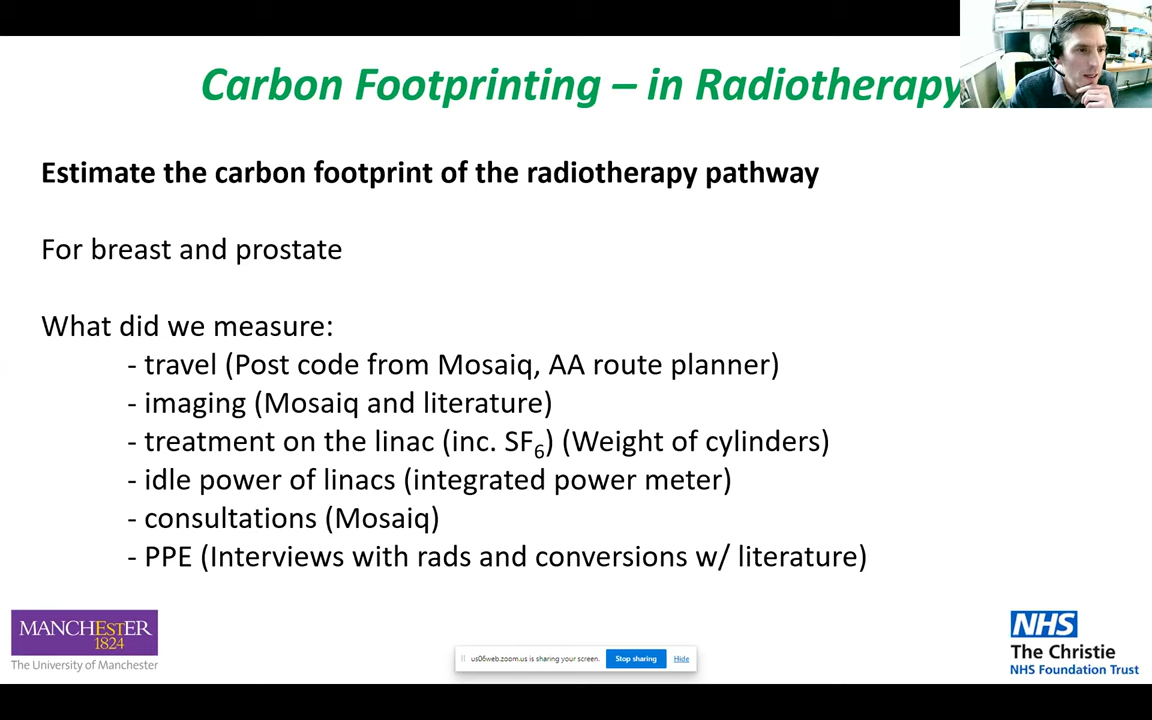 Carbon Footprinting – in Radiotherapy
Estimate the carbon footprint of the radiotherapy pathway
For breast and prostate
What did we measure:
- travel (Post code from Mosaiq, AA route planner)
- imaging (Mosaiq and literature)
- treatment on the linac (inc. SF₆) (Weight of cylinders)
- idle power of linacs (integrated power meter)
- consultations (Mosaiq)
- PPE (Interviews with rads and conversions w/ literature)
MANCHESTER
1824
The University of Manchester
us06web.zoom.us is sharing your screen.
Stop sharing
Hide
NHS
The Christie
NHS Foundation Trust